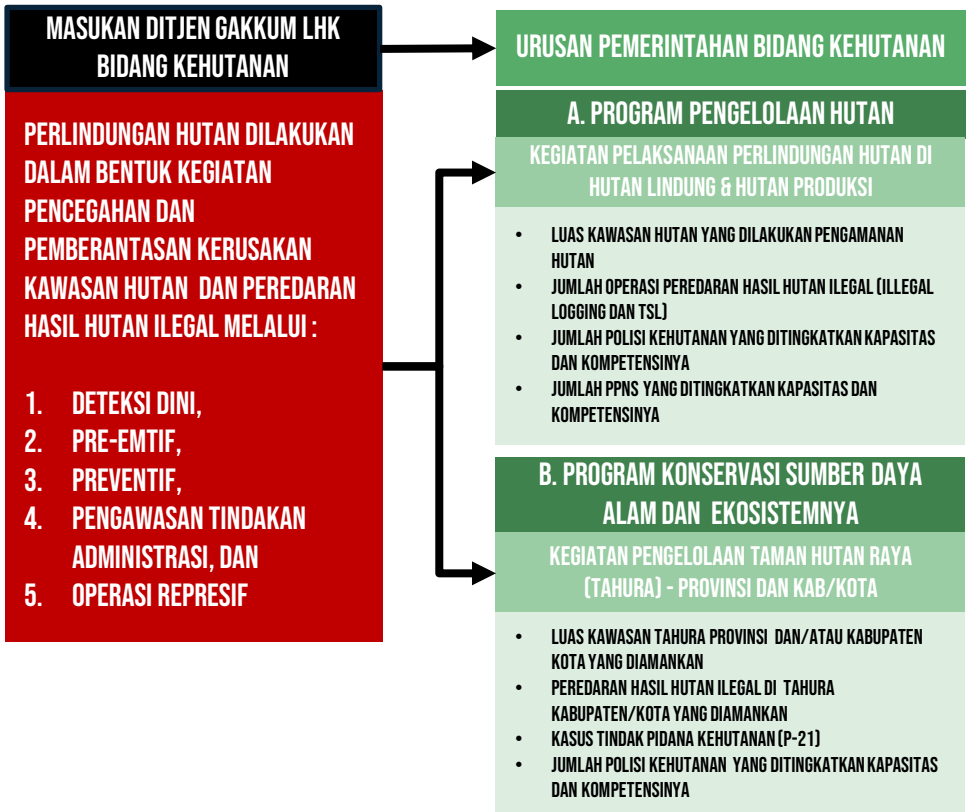 MASUKAN DITJEN GAKKUM LHK
BIDANG KEHUTANAN
PERLINDUNGAN HUTAN DILAKUKAN
DALAM BENTUK KEGIATAN
PENCEGAHAN DAN
PEMBERANTASAN KERUSAKAN
KAWASAN HUTAN DAN PEREDARAN
HASIL HUTAN ILEGAL MELALUI :
1. DETEKSI DINI,
2. PRE-EMTIF,
3. PREVENTIF,
4. PENGAWASAN TINDAKAN
ADMINISTRASI, DAN
5. OPERASI REPRESIF
URUSAN PEMERINTAHAN BIDANG KEHUTANAN
A. PROGRAM PENGELOLAAN HUTAN
KEGIATAN PELAKSANAAN PERLINDUNGAN HUTAN DI
HUTAN LINDUNG & HUTAN PRODUKSI
• LUAS KAWASAN HUTAN YANG DILAKUKAN PENGAMANAN
HUTAN
• JUMLAH OPERASI PEREDARAN HASIL HUTAN ILEGAL (ILLEGAL
LOGGING DAN TSL)
• JUMLAH POLISI KEHUTANAN YANG DITINGKATKAN KAPASITAS
DAN KOMPETENSINYA
• JUMLAH PPNS YANG DITINGKATKAN KAPASITAS DAN
KOMPETENSINYA
B. PROGRAM KONSERVASI SUMBER DAYA
ALAM DAN EKOSISTEMNYA
KEGIATAN PENGELOLAAN TAMAN HUTAN RAYA
(TAHURA) - PROVINSI DAN KAB/KOTA
• LUAS KAWASAN TAHURA PROVINSI DAN/ATAU KABUPATEN
KOTA YANG DIAMANKAN
• PEREDARAN HASIL HUTAN ILEGAL DI TAHURA
KABUPATEN/KOTA YANG DIAMANKAN
• KASUS TINDAK PIDANA KEHUTANAN (P-21)
• JUMLAH POLISI KEHUTANAN YANG DITINGKATKAN KAPASITAS
DAN KOMPETENSINYA